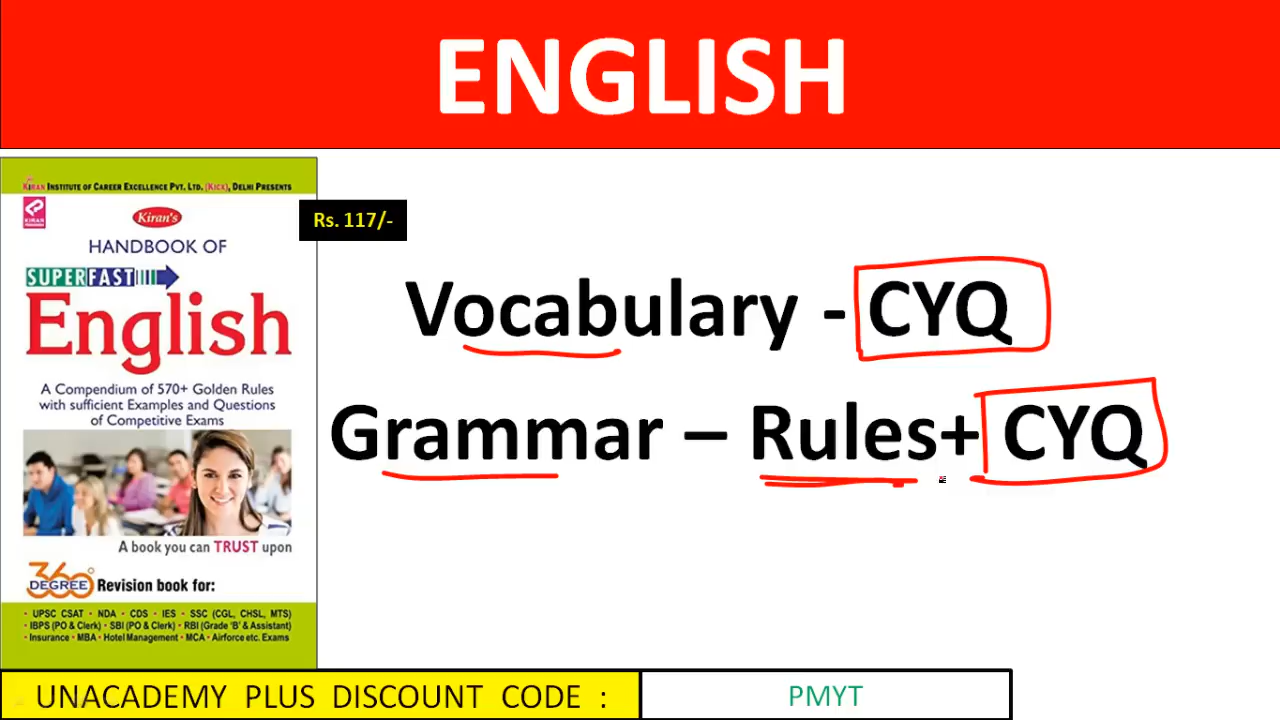 ENGLISH
KIRAN INSTITUTE OF CAREER EXCELLENCE PVT. LTD. (KICX), DELHI PRESENTS
KIRAN
Kiran's
Rs. 117/-
HANDBOOK OF
SUPERFAST
English
A Compendium of 570+ Golden Rules
with sufficient Examples and Questions
of Competitive Exams
Vocabulary - CYQ
Grammar – Rules+ CYQ
A book you can TRUST upon
360°
DEGREE Revision book for:
• UPSC CSAT • NDA • CDS • IES • SSC (CGL, CHSL, MTS)
• IBPS (PO & Clerk) • SBI (PO & Clerk) • RBI (Grade 'B' & Assistant)
• Insurance • MBA • Hotel Management • MCA • Airforce etc. Exams
UNACADEMY PLUS DISCOUNT CODE :
PMYT